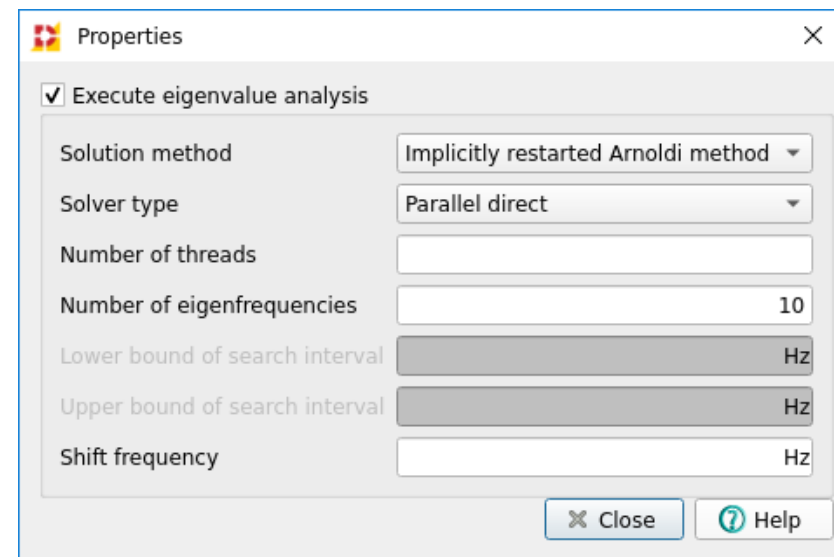 Properties
Execute eigenvalue analysis
Solution method Implicitly restarted Arnoldi method
Solver type Parallel direct
Number of threads
Number of eigenfrequencies 10
Lower bound of search interval Hz
Upper bound of search interval Hz
Shift frequency Hz
Close Help